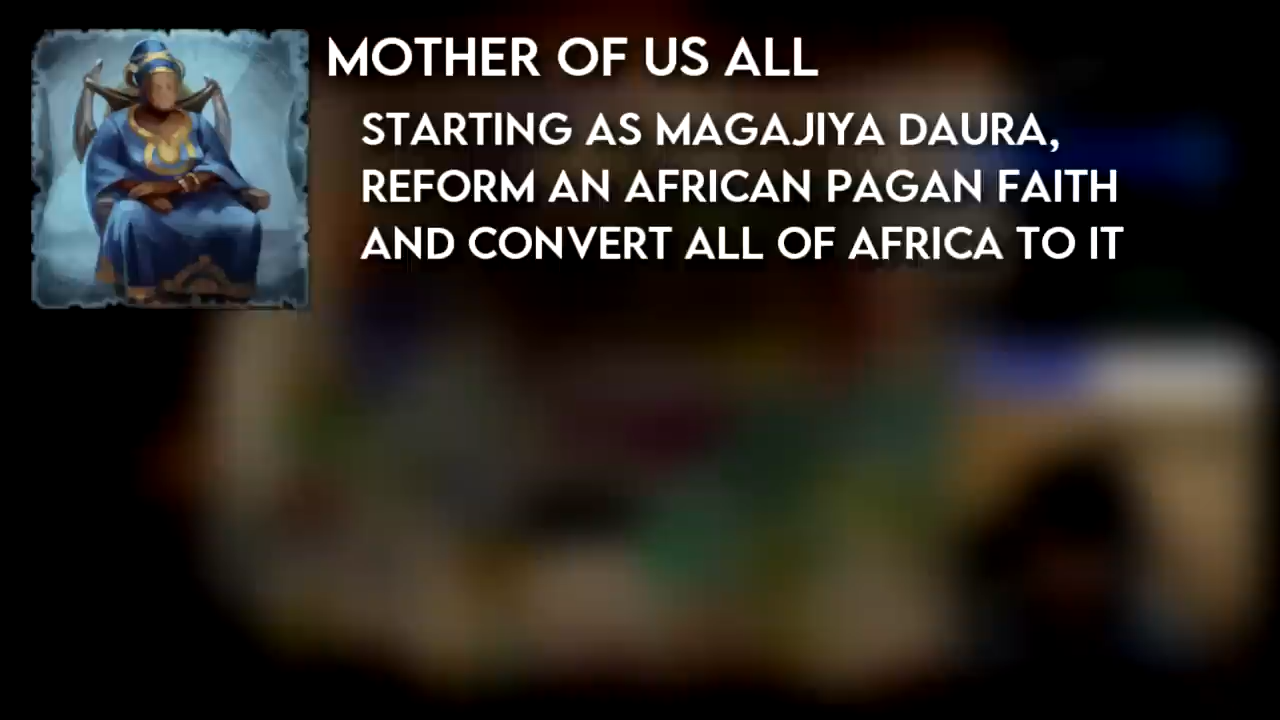 MOTHER OF US ALL
STARTING AS MAGAJIYA DAURA,
REFORM AN AFRICAN PAGAN FAITH
AND CONVERT ALL OF AFRICA TO IT